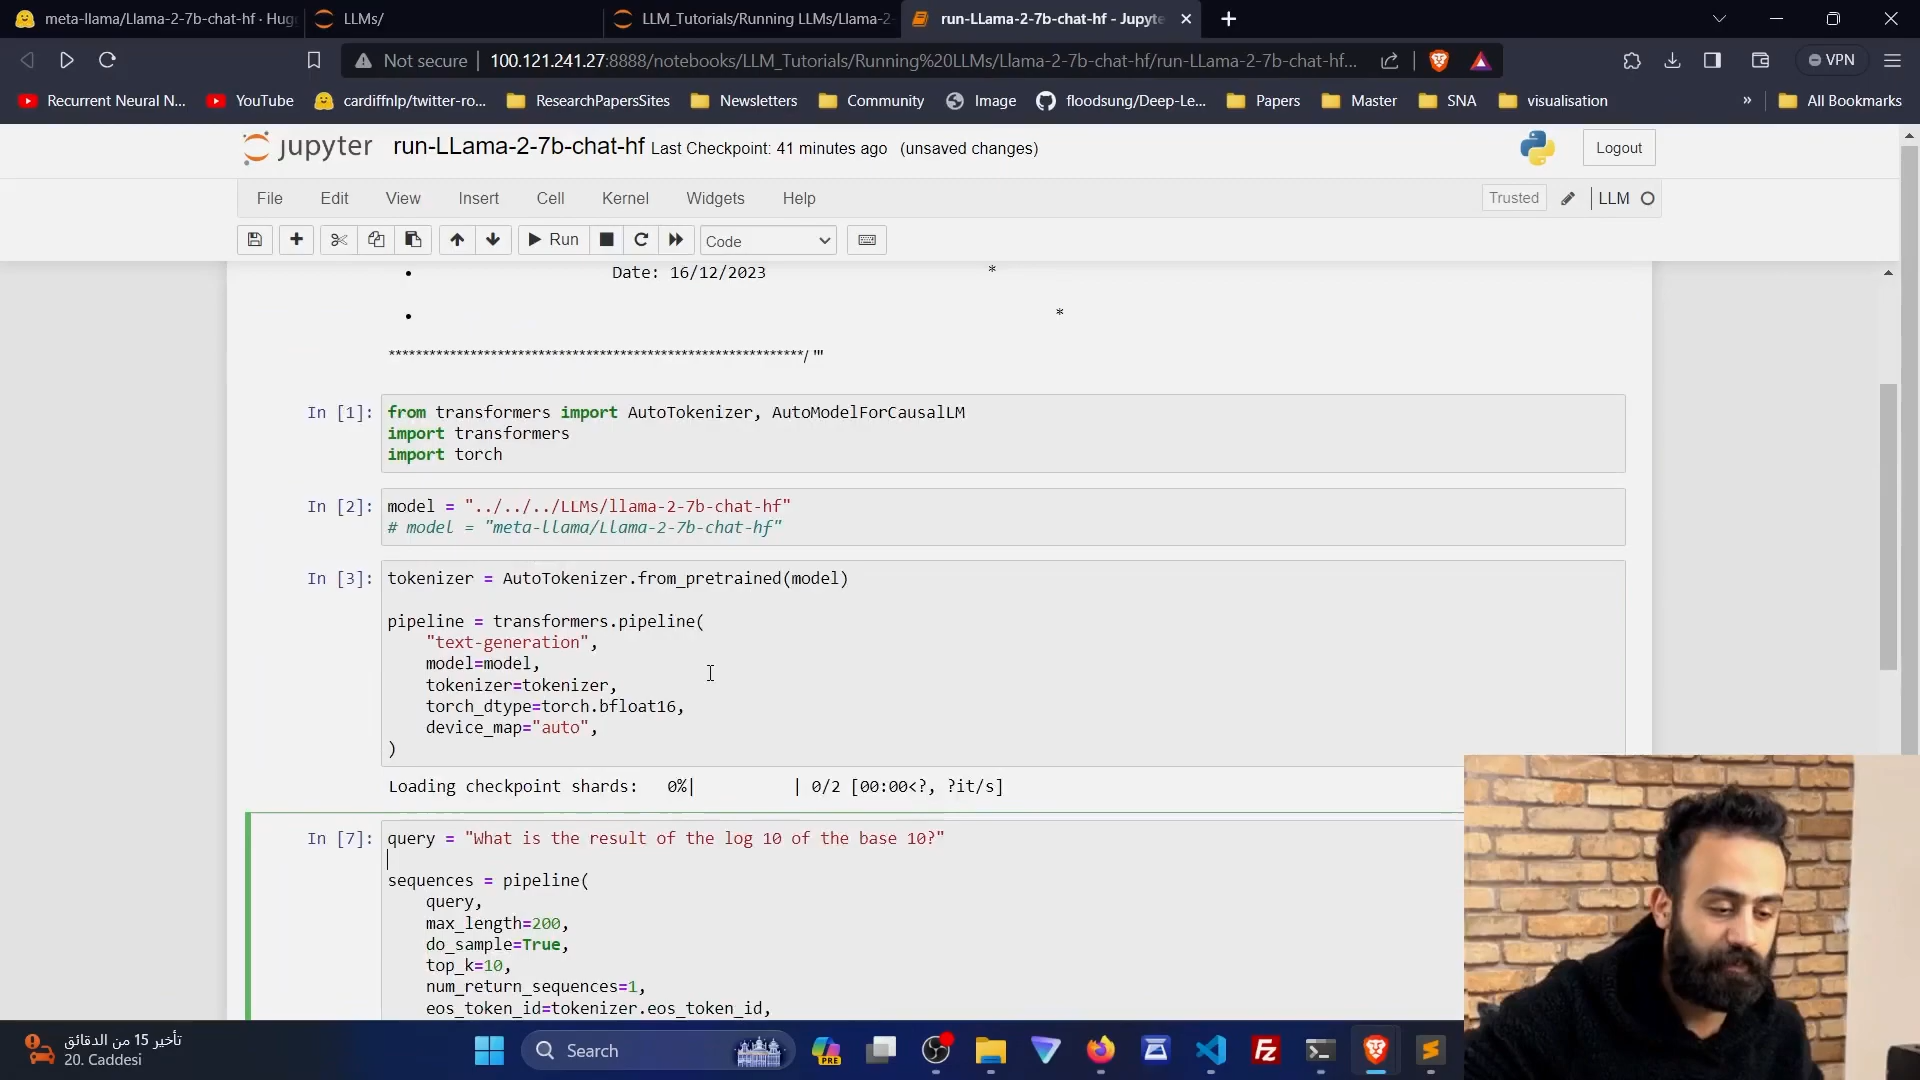 meta-llama/Llama-2-7b-chat-hf · Hug
LLMs/
LLM_Tutorials/Running LLMs/Llama-2-
run-LLama-2-7b-chat-hf - Jupyte
Not secure
100.121.241.27:8888/notebooks/LLM_Tutorials/Running%20LLMs/Llama-2-7b-chat-hf/run-LLama-2-7b-chat-hf...
VPN
Recurrent Neural N...
YouTube
cardiffnlp/twitter-ro...
ResearchPapersSites
Newsletters
Community
Image
floodsung/Deep-Le...
Papers
Master
SNA
visualisation
»
All Bookmarks
jupyter
run-LLama-2-7b-chat-hf Last Checkpoint: 41 minutes ago (unsaved changes)
Logout
File
Edit
View
Insert
Cell
Kernel
Widgets
Help
Trusted
LLM
Run
Code
• Date: 16/12/2023 *
• *
*************************************************************/ '''
In [1]: from transformers import AutoTokenizer, AutoModelForCausalLM
import transformers
import torch
In [2]: model = "../../../LLMs/llama-2-7b-chat-hf"
# model = "meta-llama/Llama-2-7b-chat-hf"
In [3]: tokenizer = AutoTokenizer.from_pretrained(model)
pipeline = transformers.pipeline(
"text-generation",
model=model,
tokenizer=tokenizer,
torch_dtype=torch.bfloat16,
device_map="auto",
)
Loading checkpoint shards: 0%| | 0/2 [00:00<?, ?it/s]
In [7]: query = "What is the result of the log 10 of the base 10?"
sequences = pipeline(
query,
max_length=200,
do_sample=True,
top_k=10,
num_return_sequences=1,
eos_token_id=tokenizer.eos_token_id,
تأخير 15 من الدقائق
20. Caddesi
Search
PRE